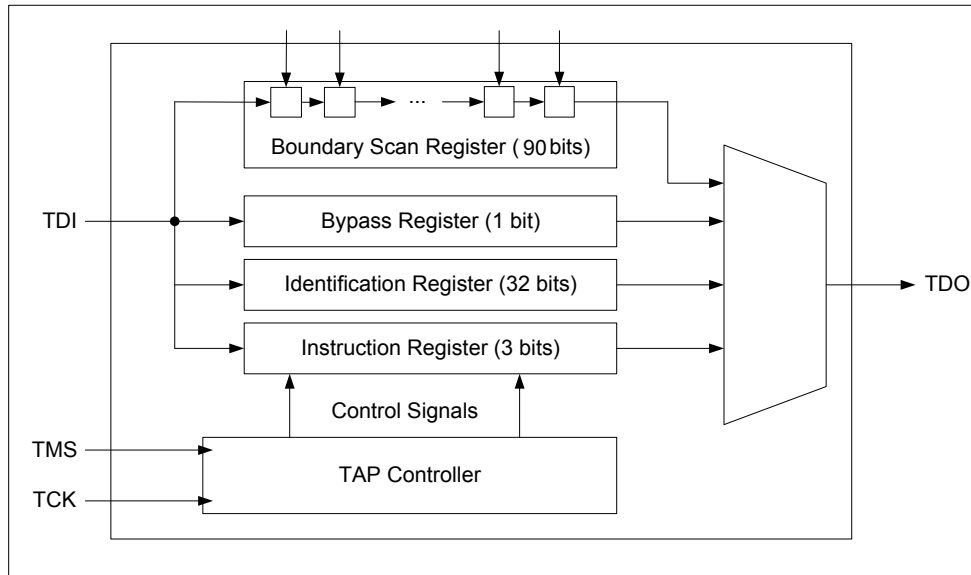 ...
Boundary Scan Register ( 90 bits)
TDI
Bypass Register (1 bit)
Identification Register (32 bits)
TDO
Instruction Register (3 bits)
Control Signals
TMS
TAP Controller
TCK